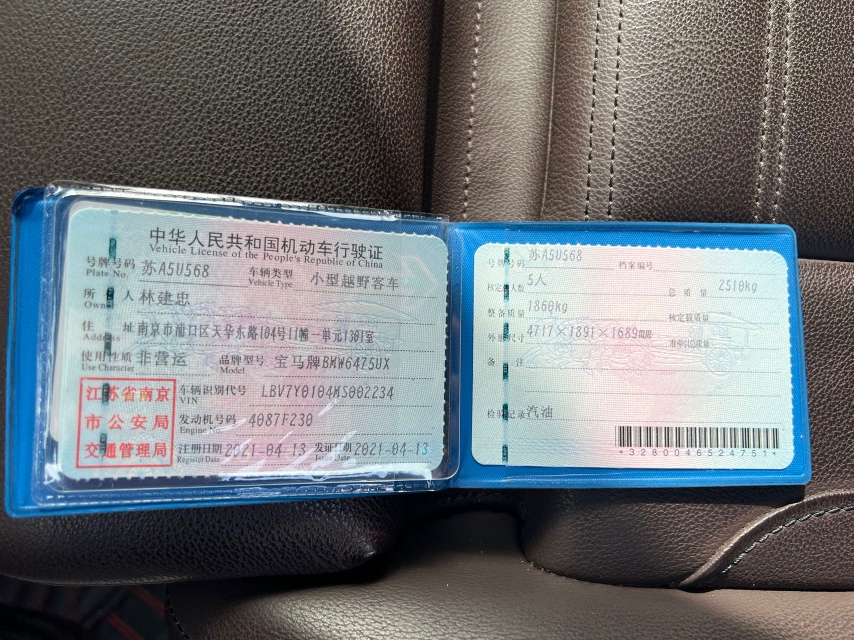 中华人民共和国机动车行驶证
Vehicle License of the People's Republic of China
号牌号码 苏A5U568 车辆类型 小型越野客车
Plate No. Vehicle Type
所有人 林建忠
Owner
住址 南京市浦口区天华东路104号11幢一单元1301室
Address
使用性质 非营运 品牌型号 宝马牌BMW6475UX
Use Character Model
江苏省南京
市公安局
交通管理局
车辆识别代号 LBV7Y0104MS002234
VIN
发动机号码 4087F230
Engine No.
注册日期 2021-04-13 发证日期 2021-04-13
Register Date Issue Date
号牌号码 苏A5U568 档案编号
核定载人数 5人 总质量 2510kg
整备质量 1860kg 核定载质量
外廓尺寸 4717×1891×1689mm 准牵引总质量
备注
检验记录 汽油
*3280046524751*